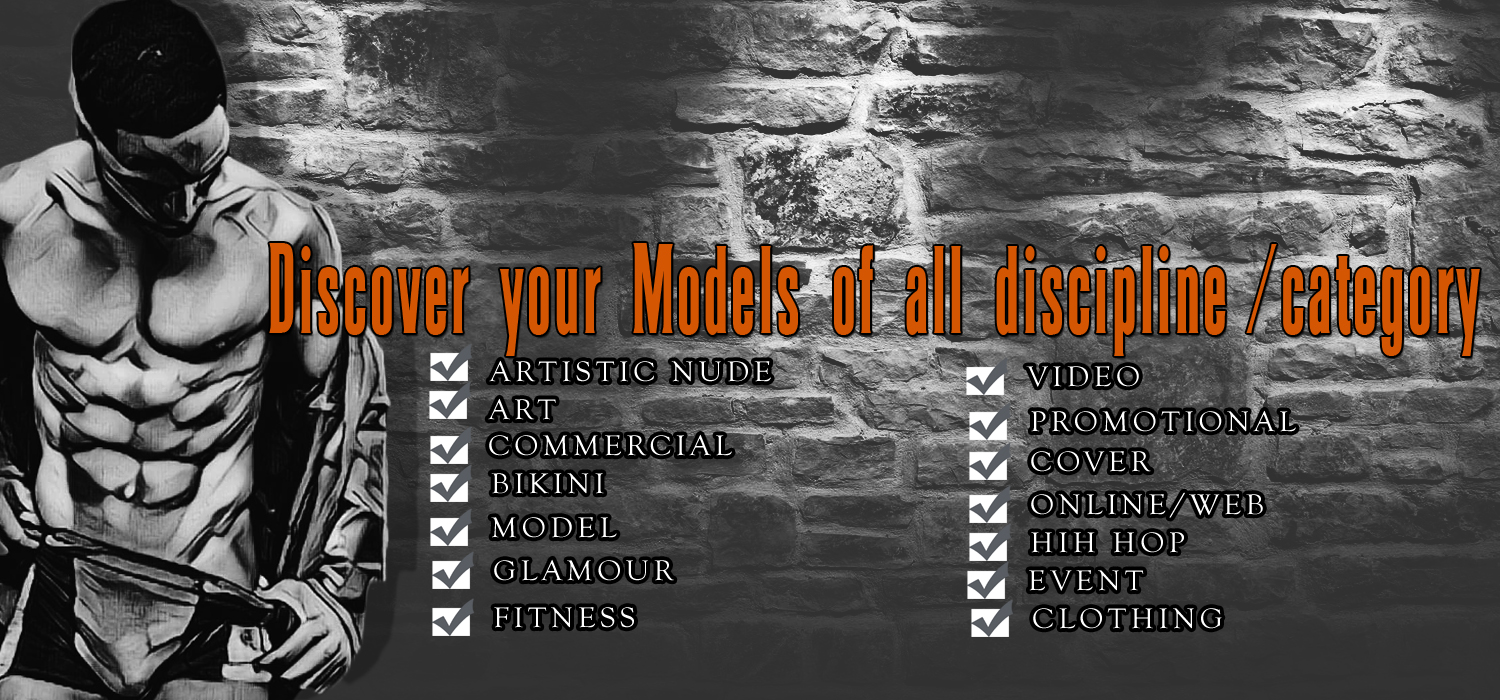 Discover your Models of all discipline /category
ARTISTIC NUDE
ART
COMMERCIAL
BIKINI
MODEL
GLAMOUR
FITNESS
VIDEO
PROMOTIONAL
COVER
ONLINE/WEB
HIH HOP
EVENT
CLOTHING